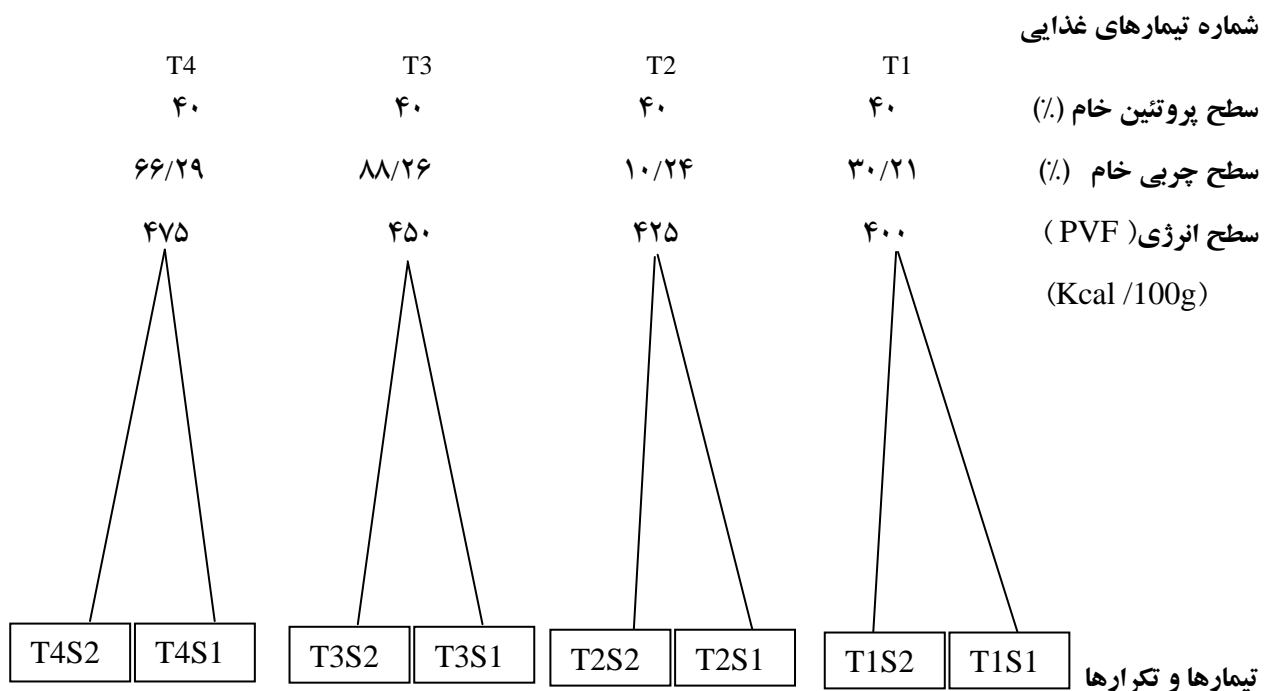 شماره تیمارهای غذایی
T1 T2 T3 T4
سطح پروتئین خام (٪) ۴۰ ۴۰ ۴۰ ۴۰
سطح چربی خام (٪) ۳۰/۲۱ ۱۰/۲۴ ۸۸/۲۶ ۶۶/۲۹
سطح انرژی( PVF ) ۴۰۰ ۴۲۵ ۴۵۰ ۴۷۵
(Kcal /100g)
تیمارها و تکرارها T1S1 T1S2 T2S1 T2S2 T3S1 T3S2 T4S1 T4S2